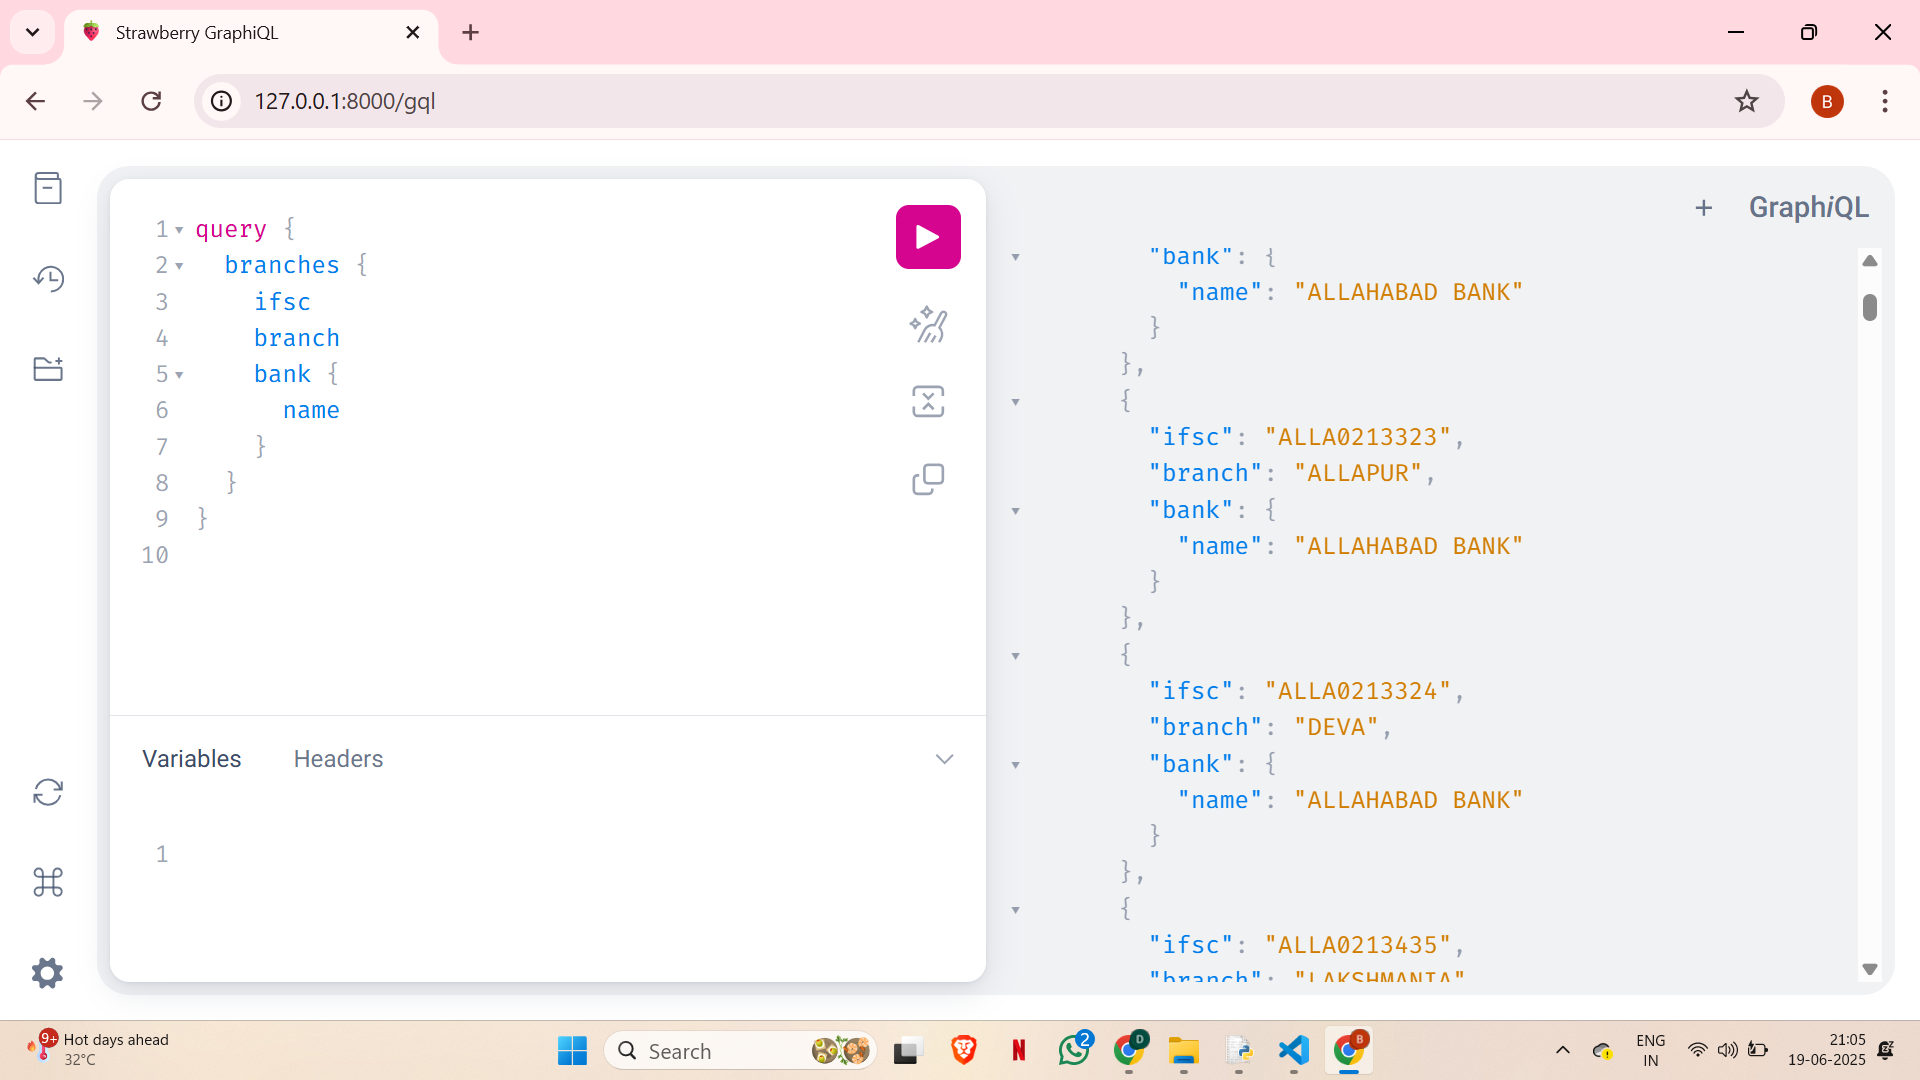 Strawberry GraphiQL
127.0.0.1:8000/gql
B
1 query {
2 branches {
3 ifsc
4 branch
5 bank {
6 name
7 }
8 }
9 }
10
Variables Headers
1
+ GraphiQL
"bank": {
"name": "ALLAHABAD BANK"
}
},
{
"ifsc": "ALLA0213323",
"branch": "ALLAPUR",
"bank": {
"name": "ALLAHABAD BANK"
}
},
{
"ifsc": "ALLA0213324",
"branch": "DEVA",
"bank": {
"name": "ALLAHABAD BANK"
}
},
{
"ifsc": "ALLA0213435",
"branch": "LAKSHMANIA"
9+ Hot days ahead
32°C
Search
N
2
D
B
ENG
IN
21:05
19-06-2025